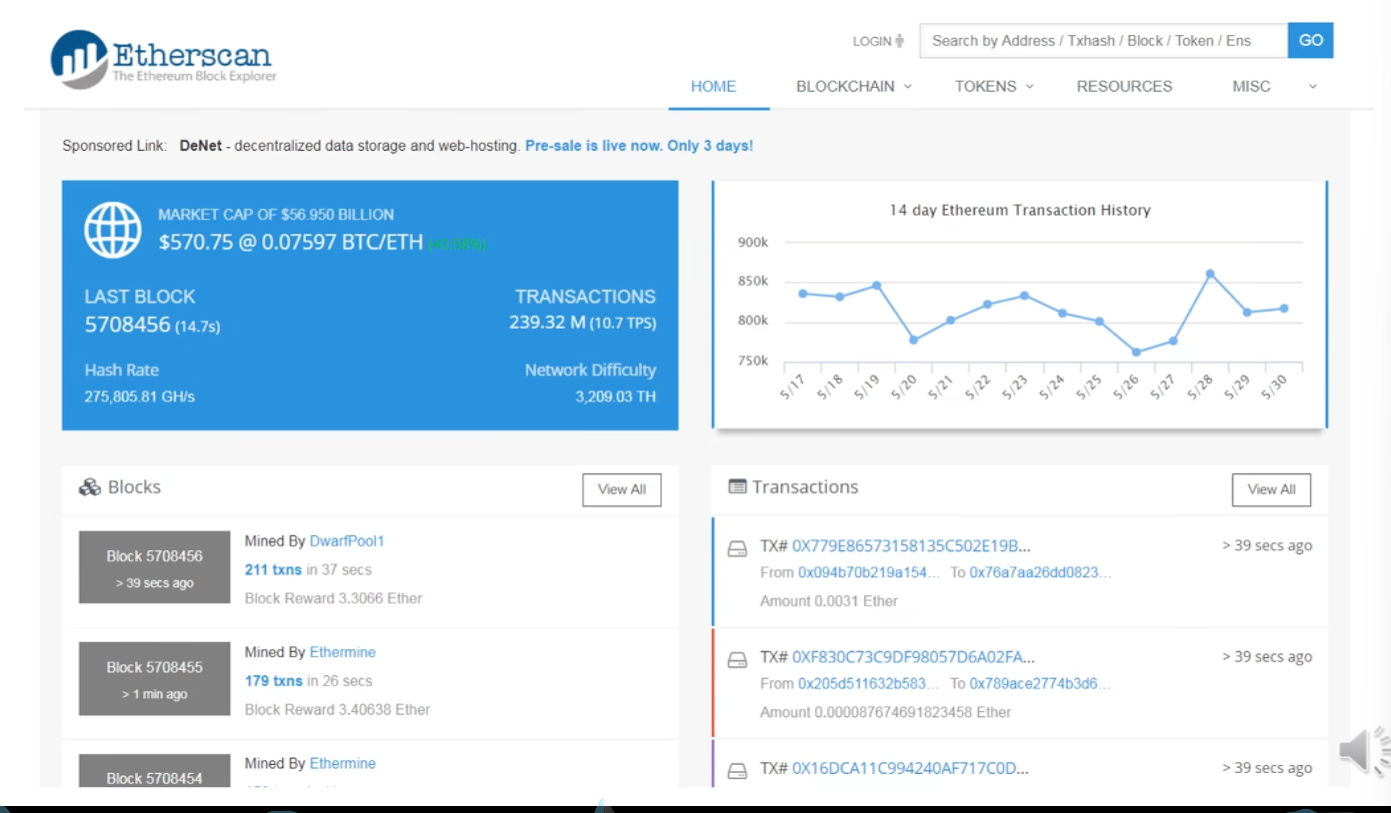 Etherscan
The Ethereum Block Explorer
LOGIN
Search by Address / Txhash / Block / Token / Ens
GO
HOME
BLOCKCHAIN
TOKENS
RESOURCES
MISC
Sponsored Link: DeNet - decentralized data storage and web-hosting. Pre-sale is live now. Only 3 days!
MARKET CAP OF $56.950 BILLION
$570.75 @ 0.07597 BTC/ETH
LAST BLOCK
5708456 (14.7s)
TRANSACTIONS
239.32 M (10.7 TPS)
Hash Rate
275,805.81 GH/s
Network Difficulty
3,209.03 TH
14 day Ethereum Transaction History
900k
850k
800k
750k
5/17 5/18 5/19 5/20 5/21 5/22 5/23 5/24 5/25 5/26 5/27 5/28 5/29 5/30
Blocks
View All
Block 5708456
> 39 secs ago
Mined By DwarfPool1
211 txns in 37 secs
Block Reward 3.3066 Ether
Block 5708455
> 1 min ago
Mined By Ethermine
179 txns in 26 secs
Block Reward 3.40638 Ether
Block 5708454
Mined By Ethermine
Transactions
View All
TX# 0X779E86573158135C502E19B...
> 39 secs ago
From 0x094b70b219a154... To 0x76a7aa26dd0823...
Amount 0.0031 Ether
TX# 0XF830C73C9DF98057D6A02FA...
> 39 secs ago
From 0x205d511632b583... To 0x789ace2774b3d6...
Amount 0.000087674691823458 Ether
TX# 0X16DCA11C994240AF717C0D...
> 39 secs ago